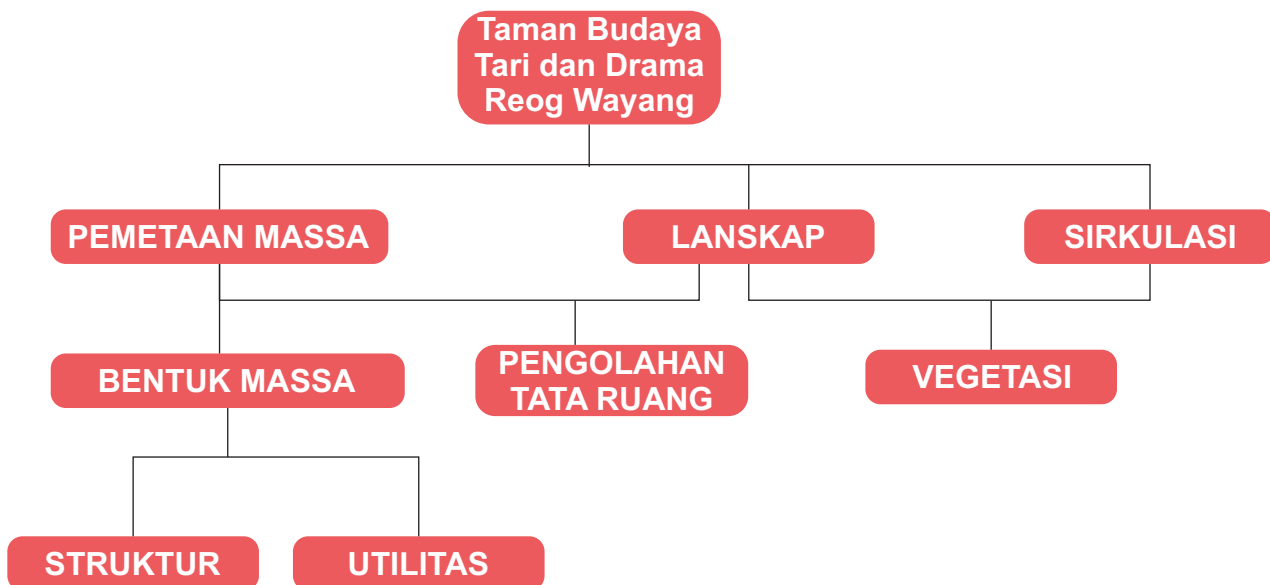 Taman Budaya
Tari dan Drama
Reog Wayang
PEMETAAN MASSA
LANSKAP
SIRKULASI
BENTUK MASSA
PENGOLAHAN
TATA RUANG
VEGETASI
STRUKTUR
UTILITAS